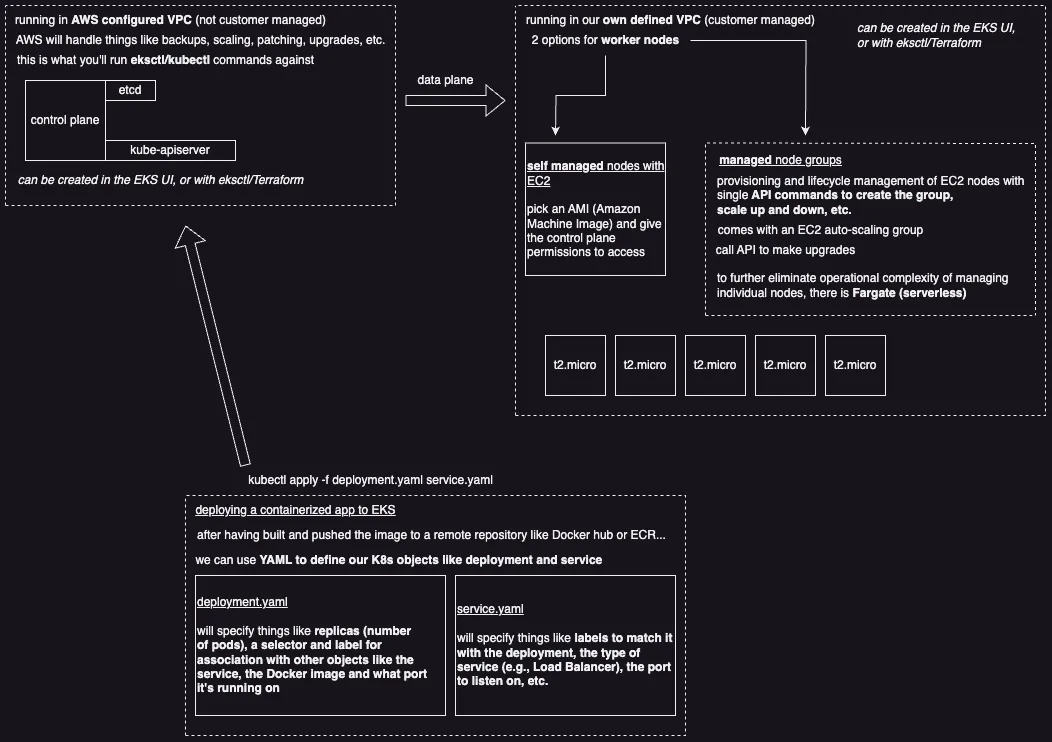 running in AWS configured VPC (not customer managed)
AWS will handle things like backups, scaling, patching, upgrades, etc.
this is what you'll run eksctl/kubectl commands against
etcd
control plane
kube-apiserver
can be created in the EKS UI, or with eksctl/Terraform
data plane
running in our own defined VPC (customer managed)
2 options for worker nodes
can be created in the EKS UI,
or with eksctl/Terraform
self managed nodes with
EC2
pick an AMI (Amazon
Machine Image) and give
the control plane
permissions to access
managed node groups
provisioning and lifecycle management of EC2 nodes with
single API commands to create the group,
scale up and down, etc.
comes with an EC2 auto-scaling group
call API to make upgrades
to further eliminate operational complexity of managing
individual nodes, there is Fargate (serverless)
t2.micro
t2.micro
t2.micro
t2.micro
t2.micro
kubectl apply -f deployment.yaml service.yaml
deploying a containerized app to EKS
after having built and pushed the image to a remote repository like Docker hub or ECR...
we can use YAML to define our K8s objects like deployment and service
deployment.yaml
will specify things like replicas (number
of pods), a selector and label for
association with other objects like the
service, the Docker image and what port
it's running on
service.yaml
will specify things like labels to match it
with the deployment, the type of
service (e.g., Load Balancer), the port
to listen on, etc.